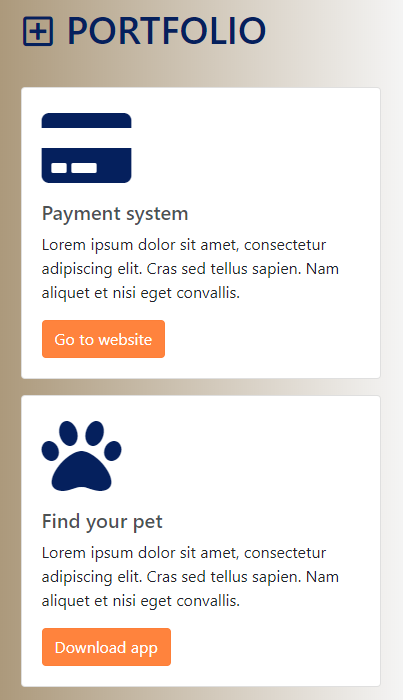 PORTFOLIO
Payment system
Lorem ipsum dolor sit amet, consectetur
adipiscing elit. Cras sed tellus sapien. Nam
aliquet et nisi eget convallis.
Go to website
Find your pet
Lorem ipsum dolor sit amet, consectetur
adipiscing elit. Cras sed tellus sapien. Nam
aliquet et nisi eget convallis.
Download app